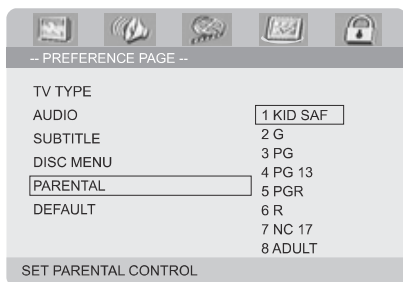 -- PREFERENCE PAGE --
TV TYPE
AUDIO
SUBTITLE
DISC MENU
PARENTAL
DEFAULT
1 KID SAF
2 G
3 PG
4 PG 13
5 PGR
6 R
7 NC 17
8 ADULT
SET PARENTAL CONTROL